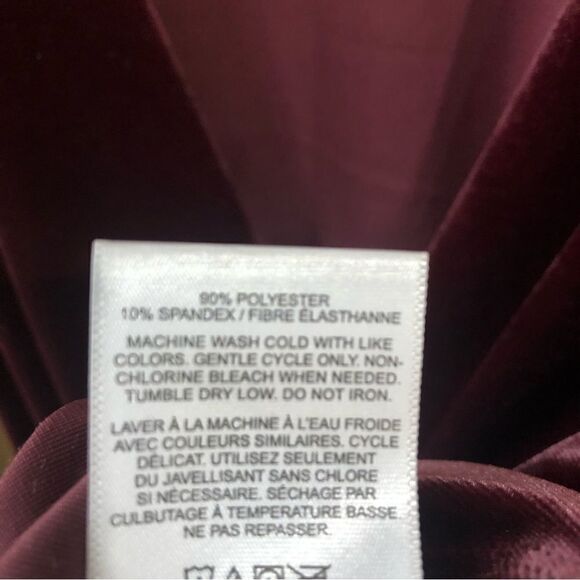 90% POLYESTER
10% SPANDEX / FIBRE ÉLASTHANNE
MACHINE WASH COLD WITH LIKE
COLORS. GENTLE CYCLE ONLY. NON-
CHLORINE BLEACH WHEN NEEDED.
TUMBLE DRY LOW. DO NOT IRON.
LAVER À LA MACHINE À L'EAU FROIDE
AVEC COULEURS SIMILAIRES. CYCLE
DÉLICAT. UTILISEZ SEULEMENT
DU JAVELLISANT SANS CHLORE
SI NÉCESSAIRE. SÉCHAGE PAR
CULBUTAGE À TEMPERATURE BASSE.
NE PAS REPASSER.